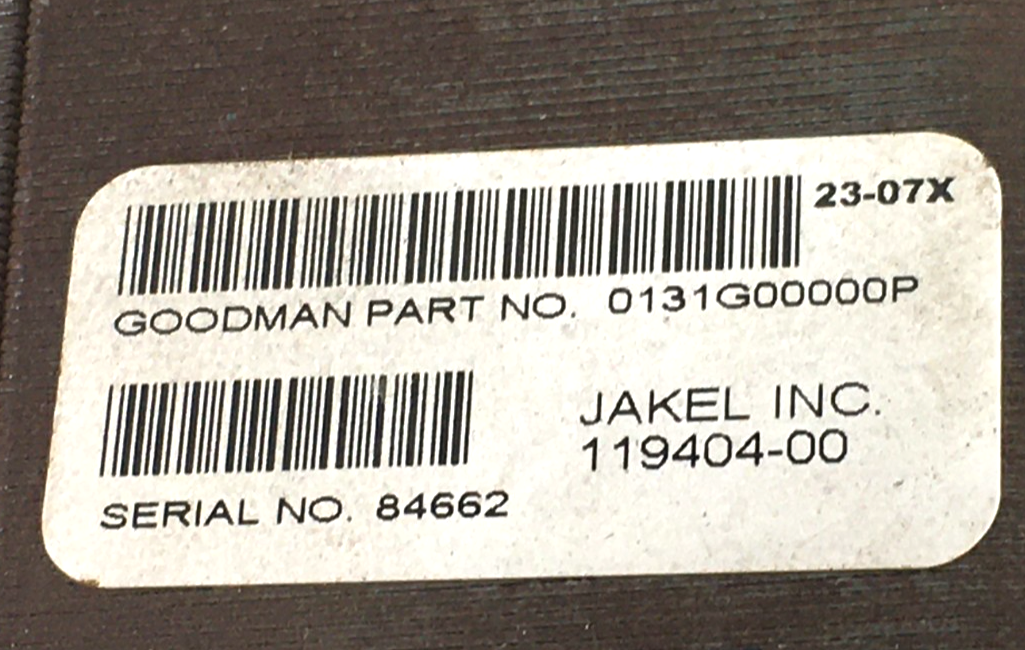 23-07X
GOODMAN PART NO. 0131G00000P
JAKEL INC.
119404-00
SERIAL NO. 84662